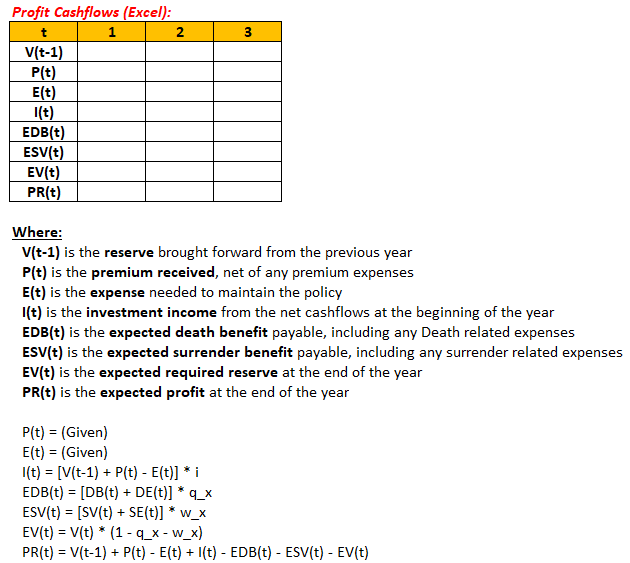 Profit Cashflows (Excel):
t 1 2 3
V(t-1)
P(t)
E(t)
I(t)
EDB(t)
ESV(t)
EV(t)
PR(t)
Where:
V(t-1) is the reserve brought forward from the previous year
P(t) is the premium received, net of any premium expenses
E(t) is the expense needed to maintain the policy
I(t) is the investment income from the net cashflows at the beginning of the year
EDB(t) is the expected death benefit payable, including any Death related expenses
ESV(t) is the expected surrender benefit payable, including any surrender related expenses
EV(t) is the expected required reserve at the end of the year
PR(t) is the expected profit at the end of the year
P(t) = (Given)
E(t) = (Given)
I(t) = [V(t-1) + P(t) - E(t)] * i
EDB(t) = [DB(t) + DE(t)] * q_x
ESV(t) = [SV(t) + SE(t)] * w_x
EV(t) = V(t) * (1 - q_x - w_x)
PR(t) = V(t-1) + P(t) - E(t) + I(t) - EDB(t) - ESV(t) - EV(t)